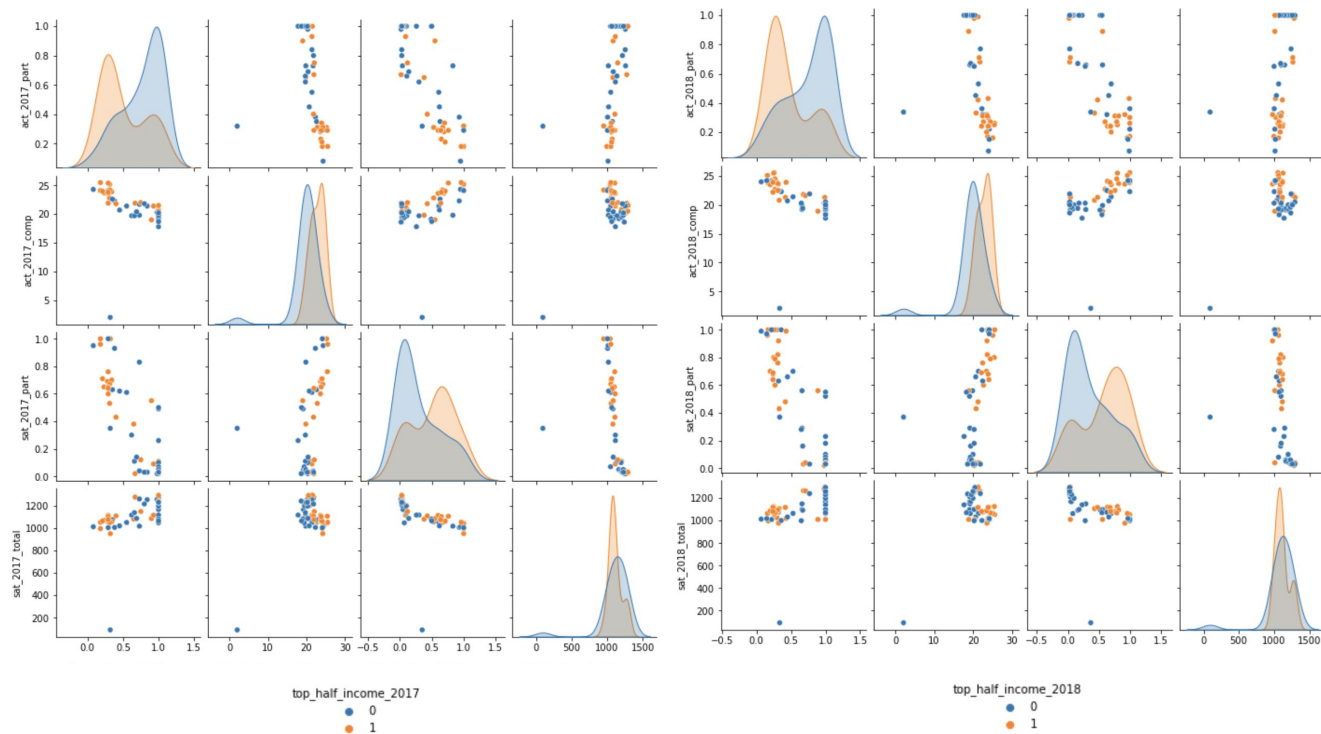 1.0
0.8
0.6
0.4
0.2
act_2017_part
25
20
15
10
5
act_2017_comp
1.0
0.8
0.6
0.4
0.2
0.0
sat_2017_part
1200
1000
800
600
400
200
sat_2017_total
0.0 0.5 1.0 1.5
0 10 20 30
−0.5 0.0 0.5 1.0
0 500 1000 1500
top_half_income_2017
0
1
1.0
0.8
0.6
0.4
0.2
act_2018_part
25
20
15
10
5
act_2018_comp
1.0
0.8
0.6
0.4
0.2
0.0
sat_2018_part
1200
1000
800
600
400
200
sat_2018_total
−0.5 0.0 0.5 1.0 1.5
0 10 20 30
0.0 0.5 1.0 1.5
0 500 1000 1500
top_half_income_2018
0
1